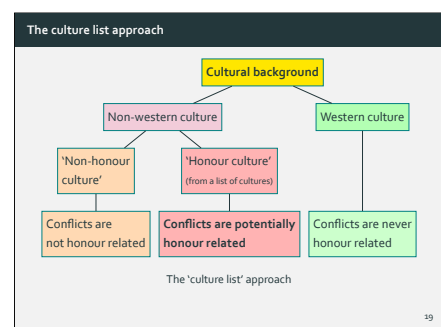 The culture list approach
Cultural background
Non-western culture
Western culture
‘Non-honour
culture’
‘Honour culture’
(from a list of cultures)
Conflicts are
not honour related
Conflicts are potentially
honour related
Conflicts are never
honour related
The ‘culture list’ approach
19